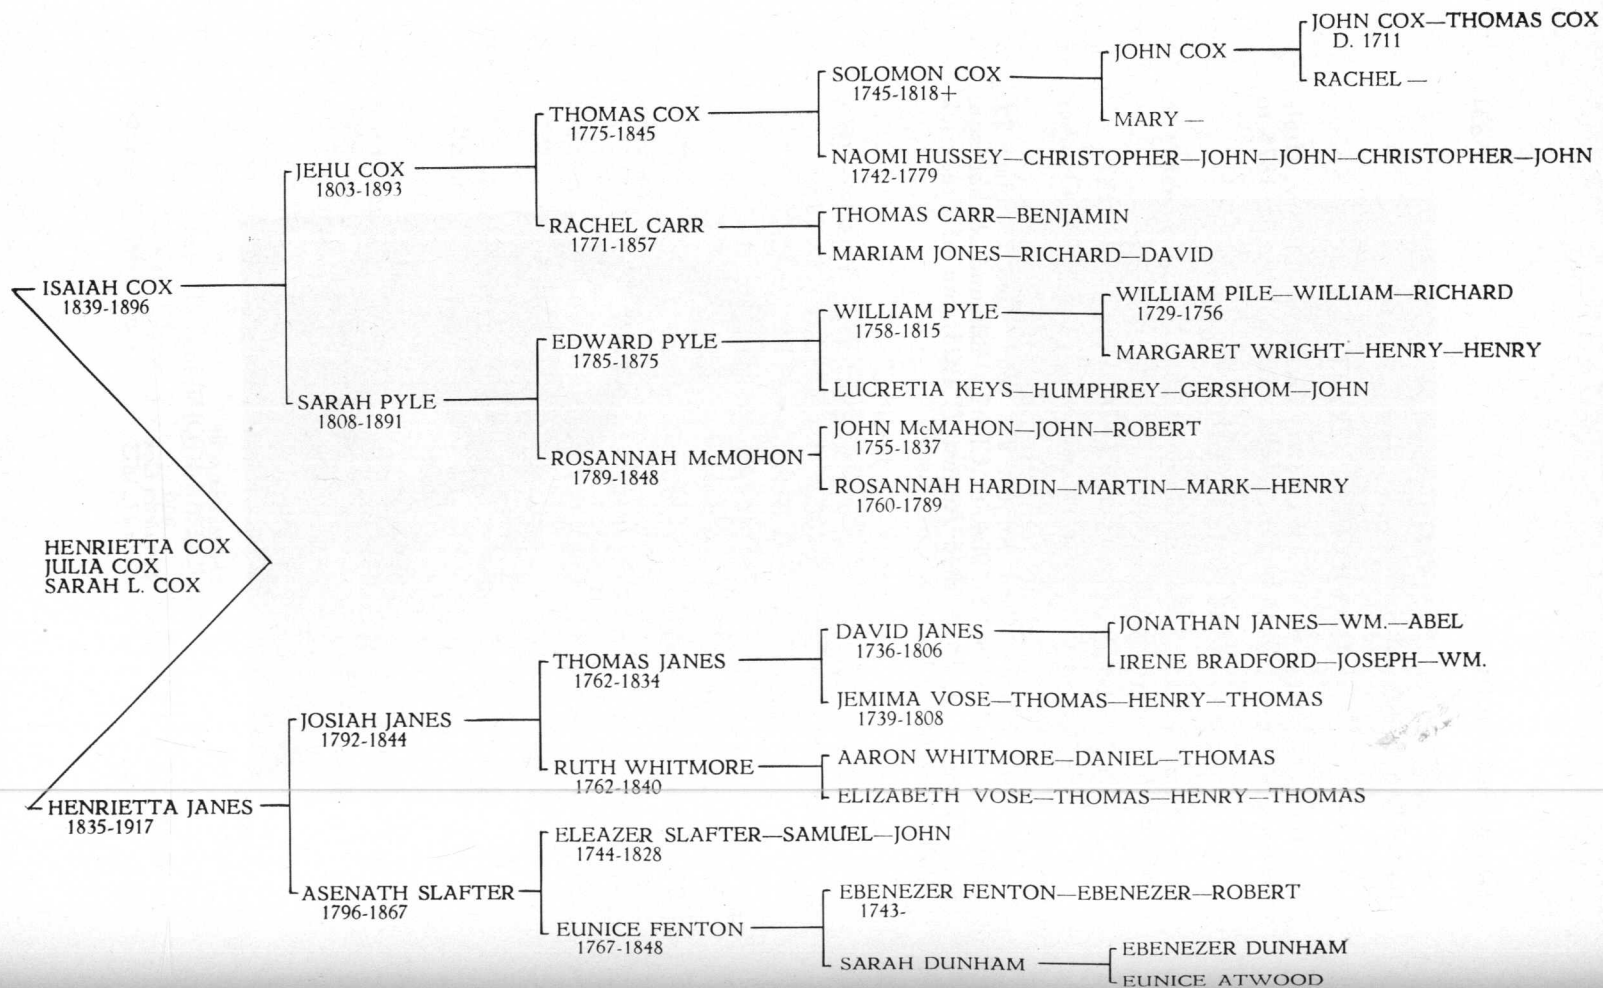 JOHN COX—THOMAS COX
D. 1711
JOHN COX
RACHEL —
SOLOMON COX
1745-1818+
MARY —
THOMAS COX
1775-1845
NAOMI HUSSEY—CHRISTOPHER—JOHN—JOHN—CHRISTOPHER—JOHN
1742-1779
JEHU COX
1803-1893
RACHEL CARR
1771-1857
THOMAS CARR—BENJAMIN
MARIAM JONES—RICHARD—DAVID
ISAIAH COX
1839-1896
WILLIAM PILE—WILLIAM—RICHARD
1729-1756
WILLIAM PYLE
1758-1815
MARGARET WRIGHT—HENRY—HENRY
EDWARD PYLE
1785-1875
LUCRETIA KEYS—HUMPHREY—GERSHOM—JOHN
SARAH PYLE
1808-1891
JOHN McMAHON—JOHN—ROBERT
1755-1837
ROSANNAH McMOHON
1789-1848
ROSANNAH HARDIN—MARTIN—MARK—HENRY
1760-1789
HENRIETTA COX
JULIA COX
SARAH L. COX
JONATHAN JANES—WM.—ABEL
DAVID JANES
1736-1806
IRENE BRADFORD—JOSEPH—WM.
THOMAS JANES
1762-1834
JEMIMA VOSE—THOMAS—HENRY—THOMAS
1739-1808
JOSIAH JANES
1792-1844
RUTH WHITMORE
1762-1840
AARON WHITMORE—DANIEL—THOMAS
ELIZABETH VOSE—THOMAS—HENRY—THOMAS
HENRIETTA JANES
1835-1917
ELEAZER SLAFTER—SAMUEL—JOHN
1744-1828
ASENATH SLAFTER
1796-1867
EBENEZER FENTON—EBENEZER—ROBERT
1743-
EUNICE FENTON
1767-1848
EBENEZER DUNHAM
SARAH DUNHAM
EUNICE ATWOOD